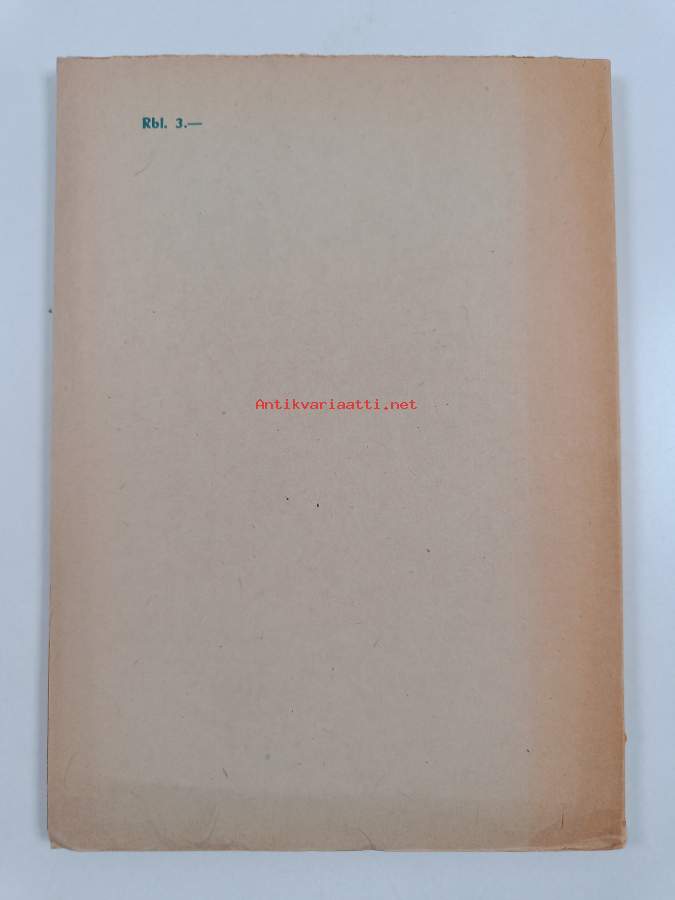 Rbl. 3.—
Antikvariaatti.net